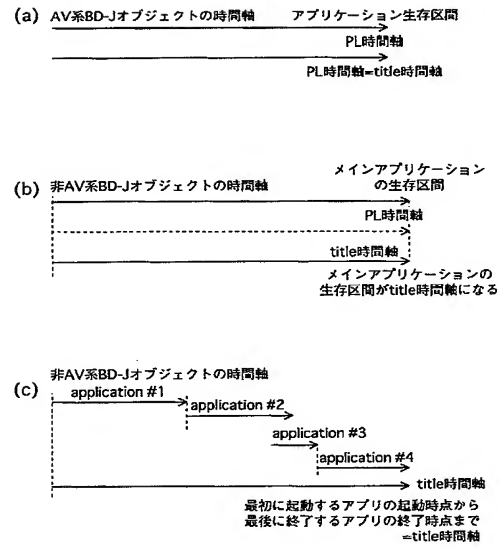 (a) AV系BD-Jオブジェクトの時間軸 アプリケーション生存区間
PL時間軸
PL時間軸=title時間軸
メインアプリケーション
の生存区間
(b) 非AV系BD-Jオブジェクトの時間軸
PL時間軸
title時間軸
メインアプリケーションの
生存区間がtitle時間軸になる
非AV系BD-Jオブジェクトの時間軸
(c)
application #1
application #2
application #3
application #4
title時間軸
最初に起動するアプリの起動時点から
最後に終了するアプリの終了時点まで
=title時間軸